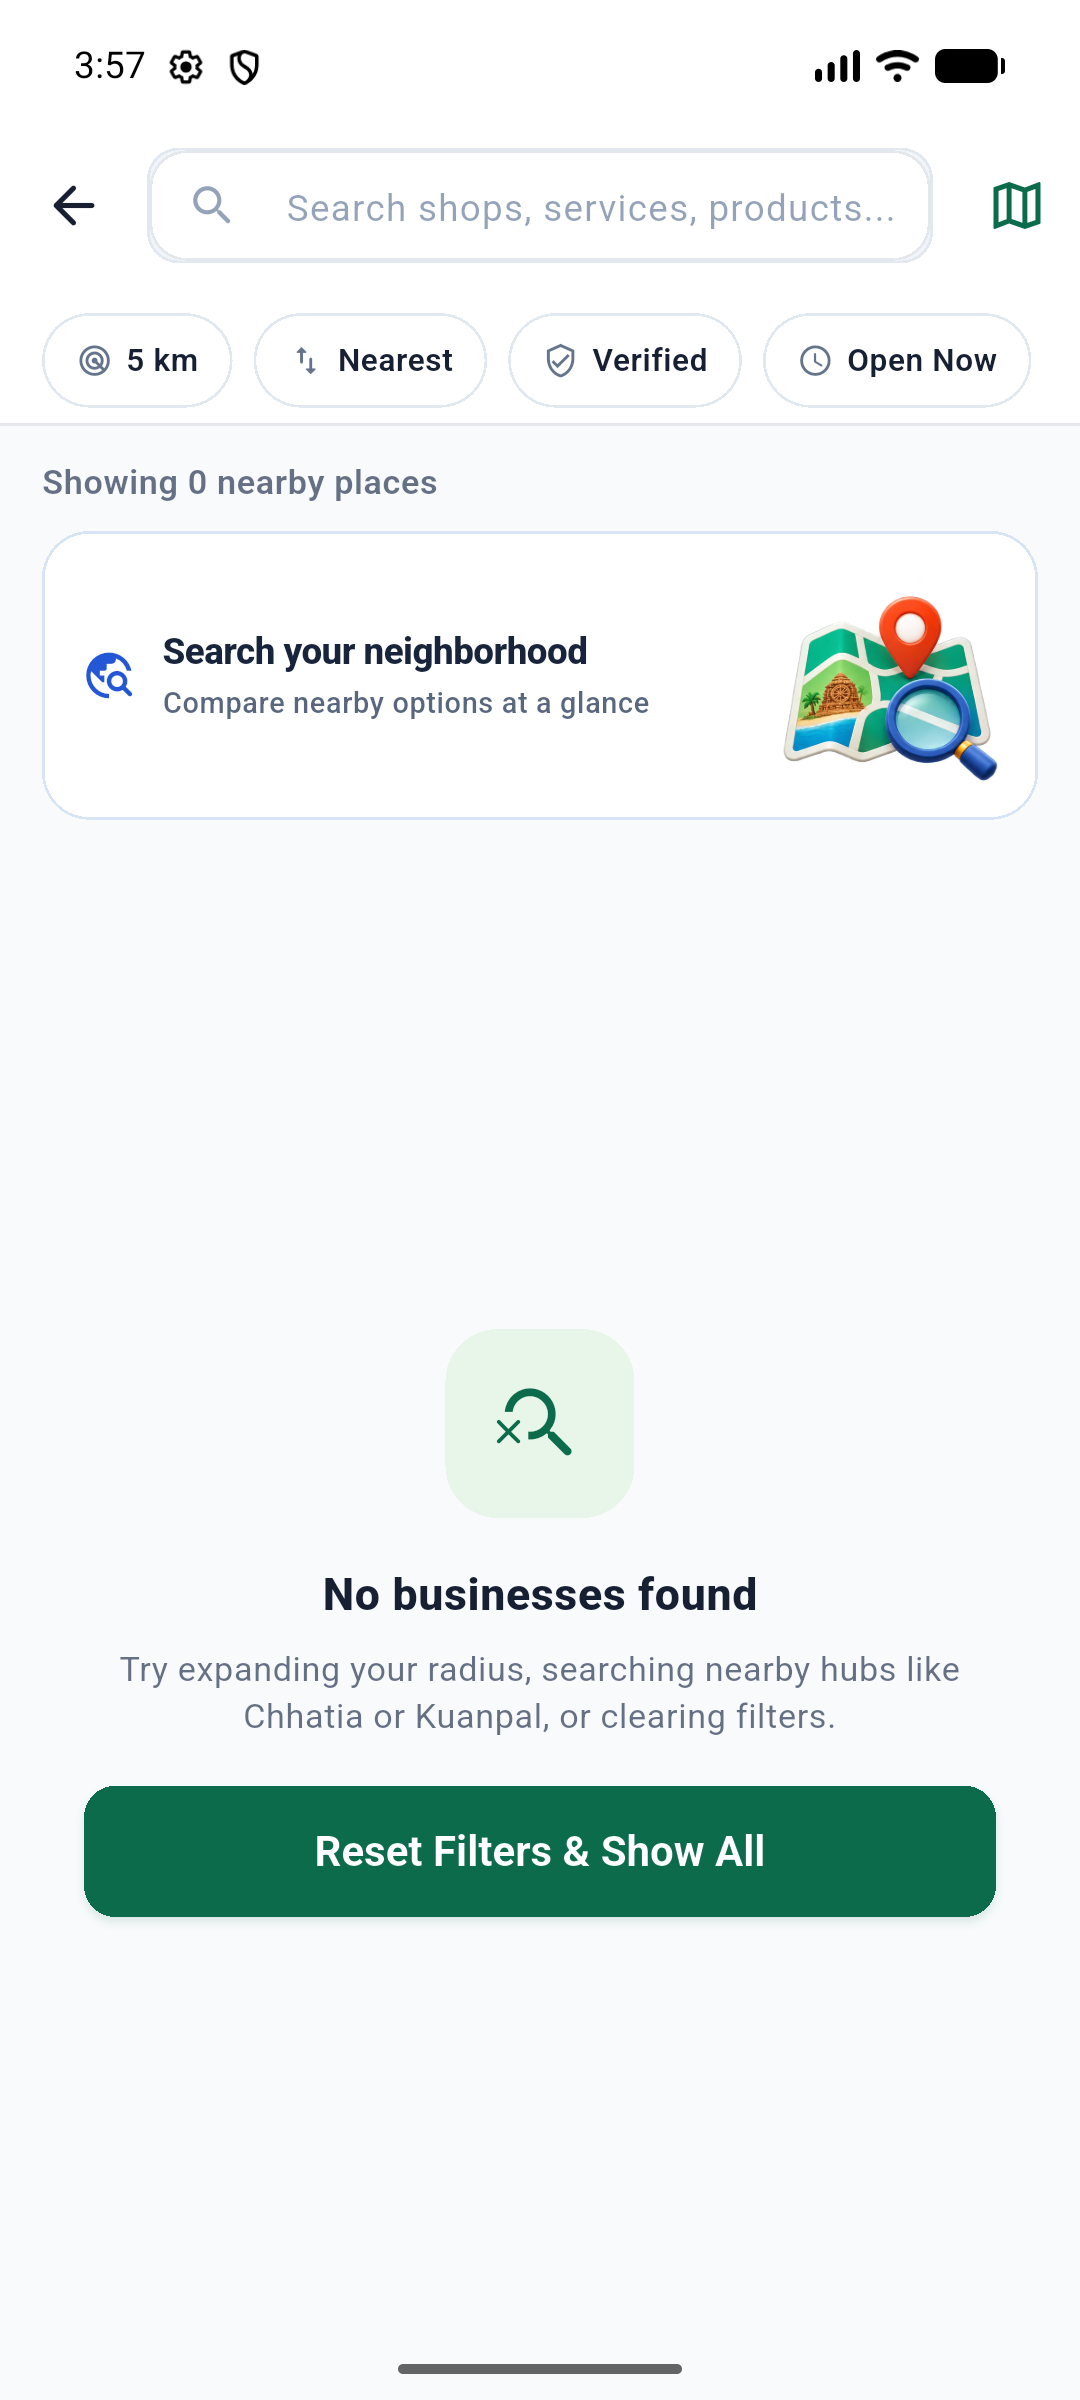 3:57
Search shops, services, products...
5 km
Nearest
Verified
Open Now
Showing 0 nearby places
Search your neighborhood
Compare nearby options at a glance
No businesses found
Try expanding your radius, searching nearby hubs like
Chhatia or Kuanpal, or clearing filters.
Reset Filters & Show All